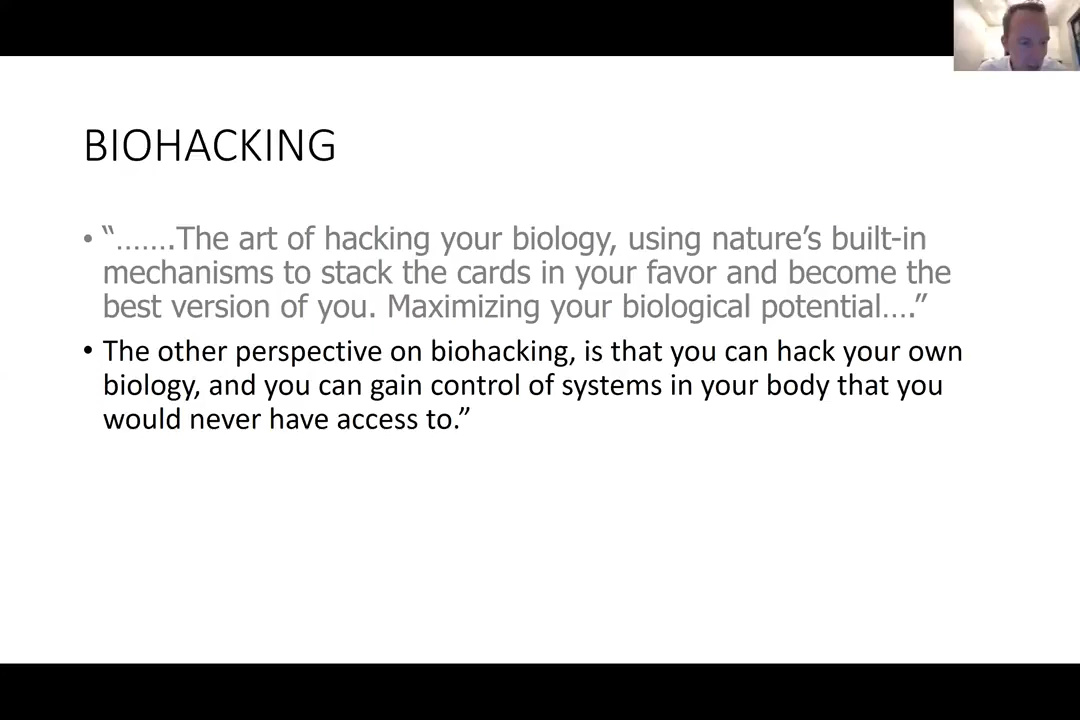 BIOHACKING
• “…….The art of hacking your biology, using nature’s built-in
mechanisms to stack the cards in your favor and become the
best version of you. Maximizing your biological potential….”
• The other perspective on biohacking, is that you can hack your own
biology, and you can gain control of systems in your body that you
would never have access to.”